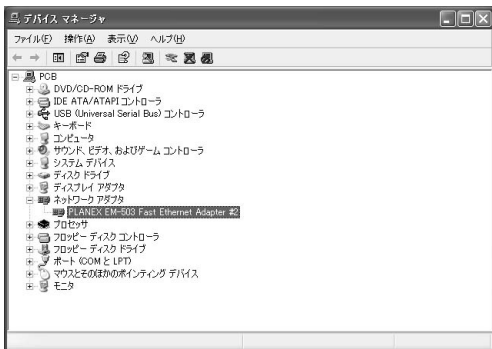 デバイス マネージャ
ファイル(F) 操作(A) 表示(V) ヘルプ(H)
PCB
DVD/CD-ROM ドライブ
IDE ATA/ATAPI コントローラ
USB (Universal Serial Bus) コントローラ
キーボード
コンピュータ
サウンド、ビデオ、およびゲーム コントローラ
システム デバイス
ディスク ドライブ
ディスプレイ アダプタ
ネットワーク アダプタ
PLANEX EM-503 Fast Ethernet Adapter #2
プロセッサ
フロッピー ディスク コントローラ
フロッピー ディスク ドライブ
ポート (COM と LPT)
マウスとそのほかのポインティング デバイス
モニタ